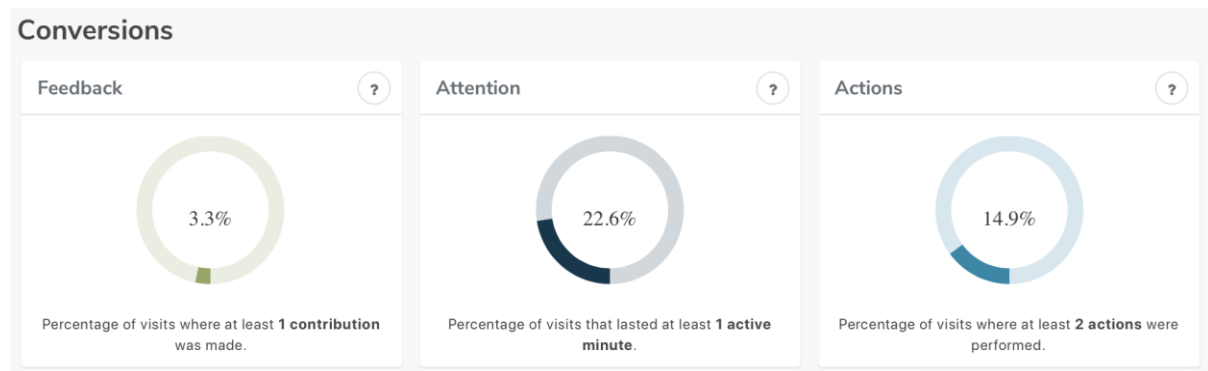 Conversions
Feedback
?
Attention
?
Actions
?
3.3%
22.6%
14.9%
Percentage of visits where at least 1 contribution
was made.
Percentage of visits that lasted at least 1 active
minute.
Percentage of visits where at least 2 actions were
performed.